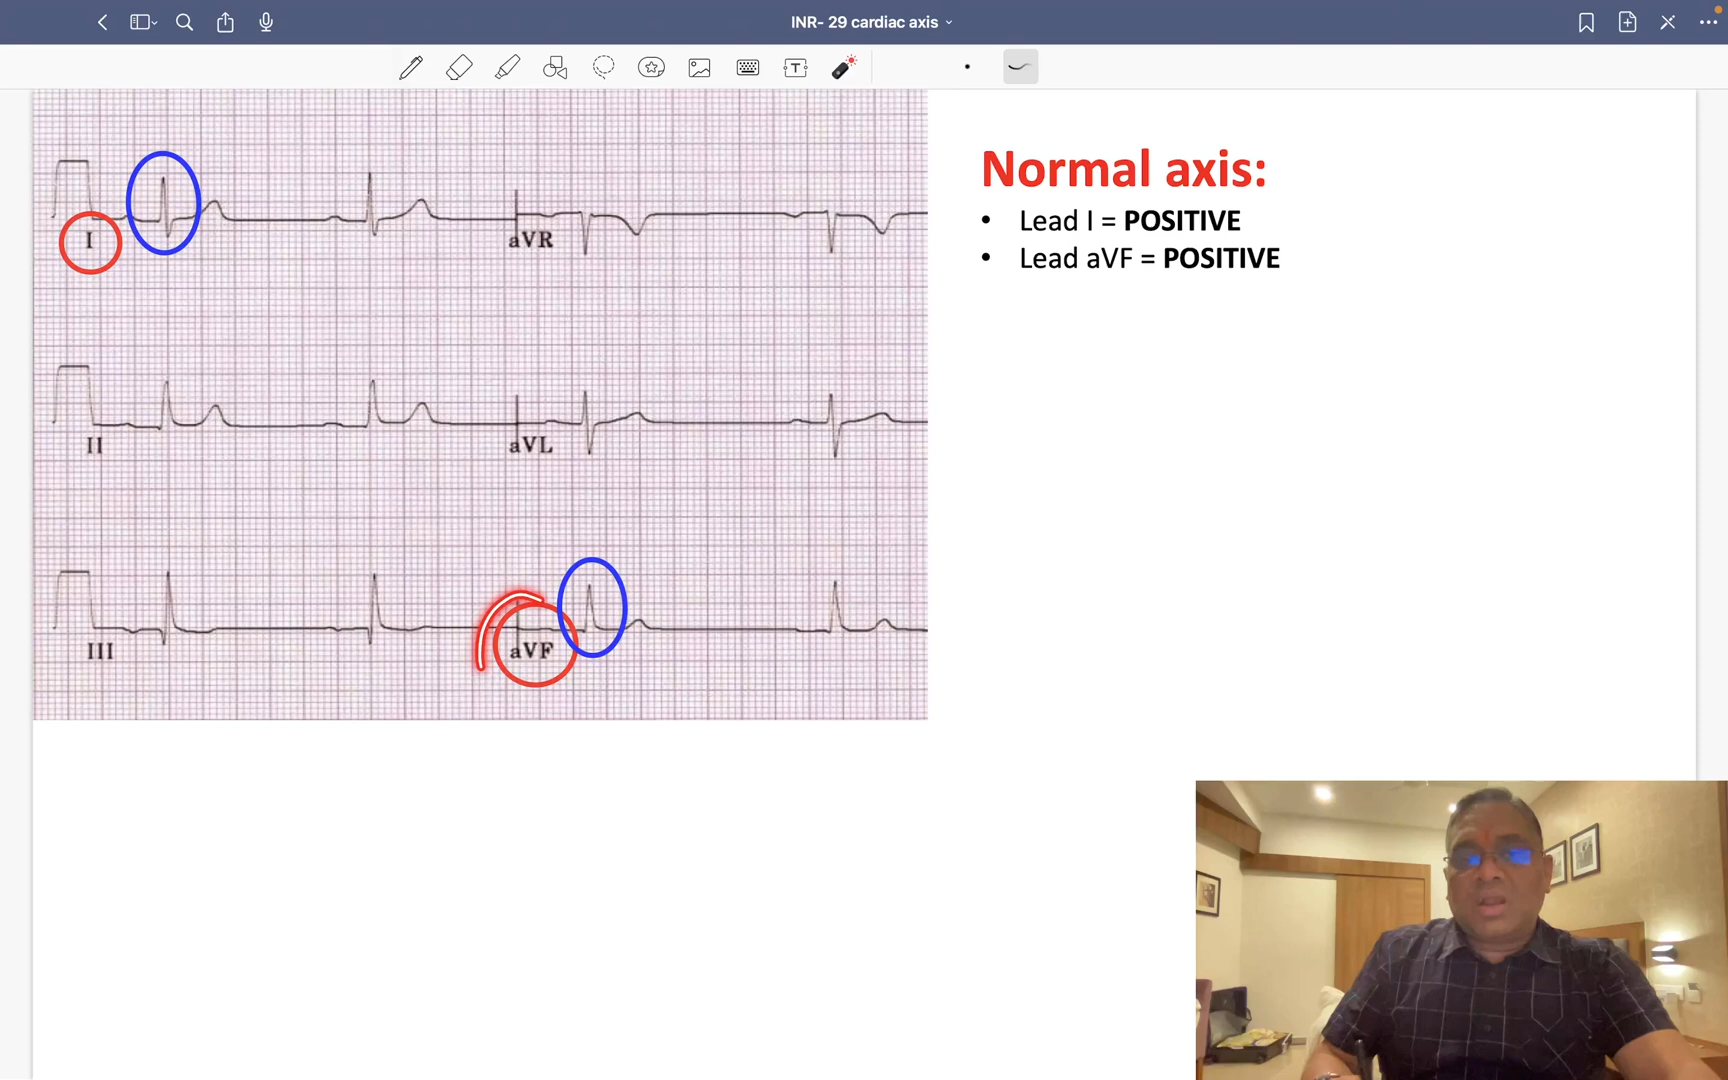 INR- 29 cardiac axis
Normal axis:
• Lead I = POSITIVE
• Lead aVF = POSITIVE
I
aVR
II
aVL
III
aVF